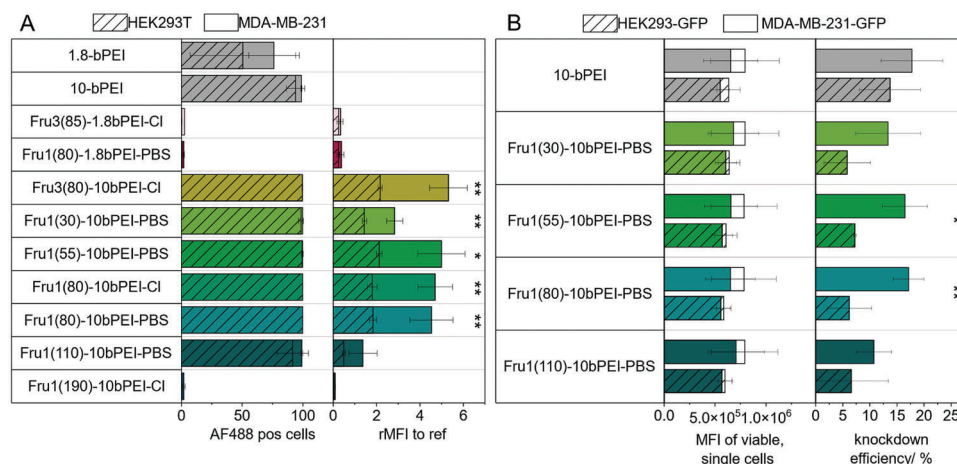 A
HEK293T MDA-MB-231
1.8-bPEI
10-bPEI
Fru3(85)-1.8bPEI-Cl
Fru1(80)-1.8bPEI-PBS
Fru3(80)-10bPEI-Cl
**
Fru1(30)-10bPEI-PBS
**
Fru1(55)-10bPEI-PBS
*
Fru1(80)-10bPEI-Cl
**
Fru1(80)-10bPEI-PBS
**
Fru1(110)-10bPEI-PBS
Fru1(190)-10bPEI-Cl
0 50 100 0 2 4 6
AF488 pos cells rMFI to ref
B
HEK293-GFP MDA-MB-231-GFP
10-bPEI
Fru1(30)-10bPEI-PBS
Fru1(55)-10bPEI-PBS
*
Fru1(80)-10bPEI-PBS
**
Fru1(110)-10bPEI-PBS
0.0 5.0×10⁵ 1.0×10⁶ 0 5 10 15 20 25
MFI of viable, knockdown
single cells efficiency/ %